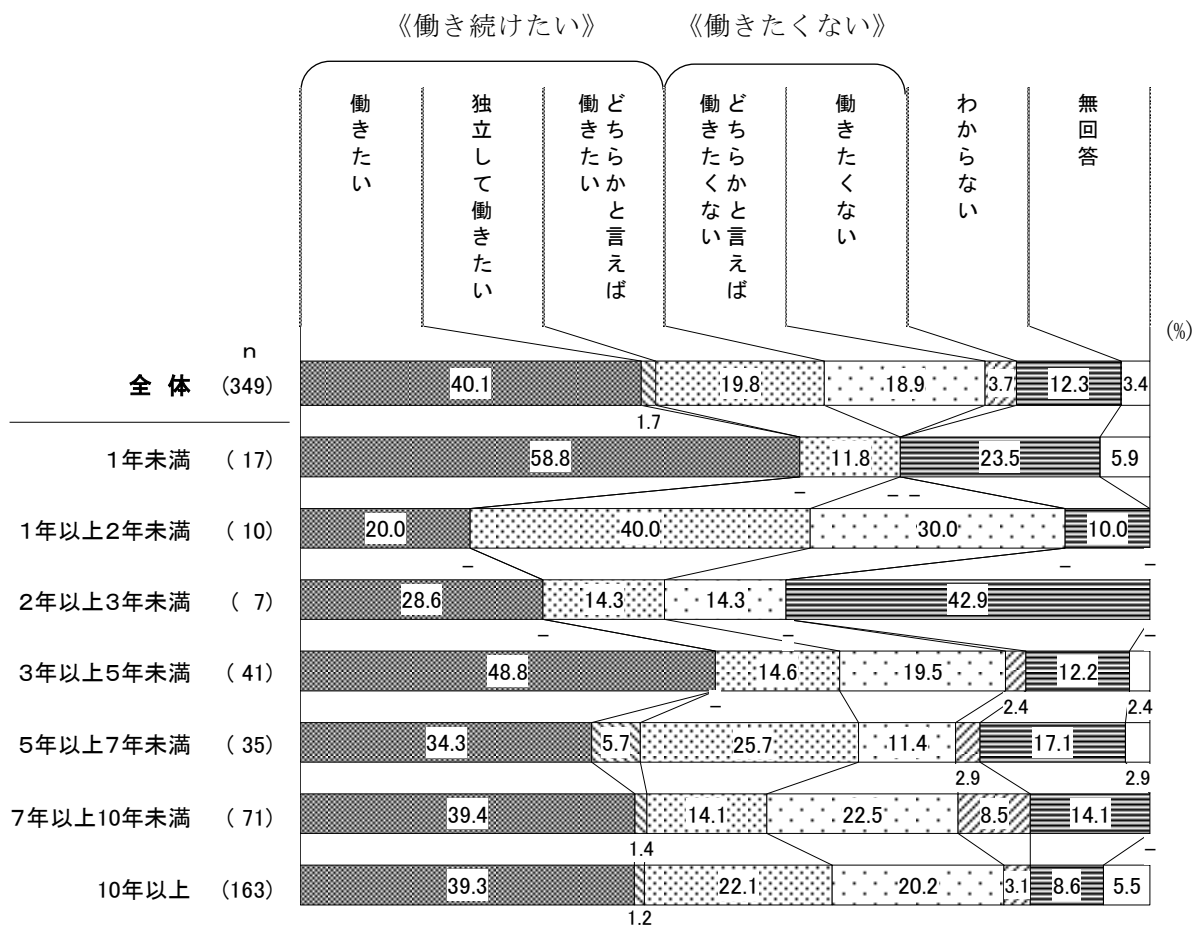 《働き続けたい》 《働きたくない》
働きたい
独立して働きたい
どちらかと言えば
働きたい
どちらかと言えば
働きたくない
働きたくない
わからない
無回答
(%)
n
全 体 (349) 40.1 19.8 18.9 3.7 12.3 3.4
1.7
1年未満 ( 17) 58.8 11.8 23.5 5.9
– – –
1年以上2年未満 ( 10) 20.0 40.0 30.0 10.0
– – –
2年以上3年未満 ( 7) 28.6 14.3 14.3 42.9
– – –
3年以上5年未満 ( 41) 48.8 14.6 19.5 12.2
– 2.4 2.4
5年以上7年未満 ( 35) 34.3 5.7 25.7 11.4 17.1
2.9 2.9
7年以上10年未満 ( 71) 39.4 14.1 22.5 8.5 14.1
1.4 –
10年以上 (163) 39.3 22.1 20.2 3.1 8.6 5.5
1.2